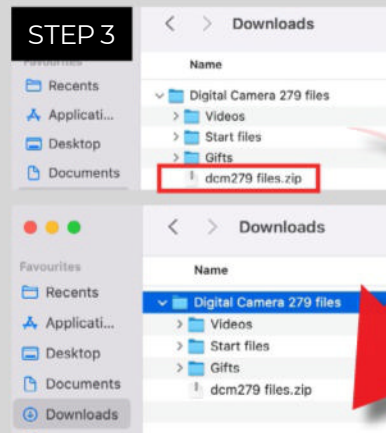 STEP 3
Downloads
Favourites
Name
Recents
Digital Camera 279 files
Applicati...
Videos
Desktop
Start files
Documents
Gifts
dcm279 files.zip
Downloads
Favourites
Name
Recents
Digital Camera 279 files
Applicati...
Videos
Desktop
Start files
Documents
Gifts
dcm279 files.zip
Downloads